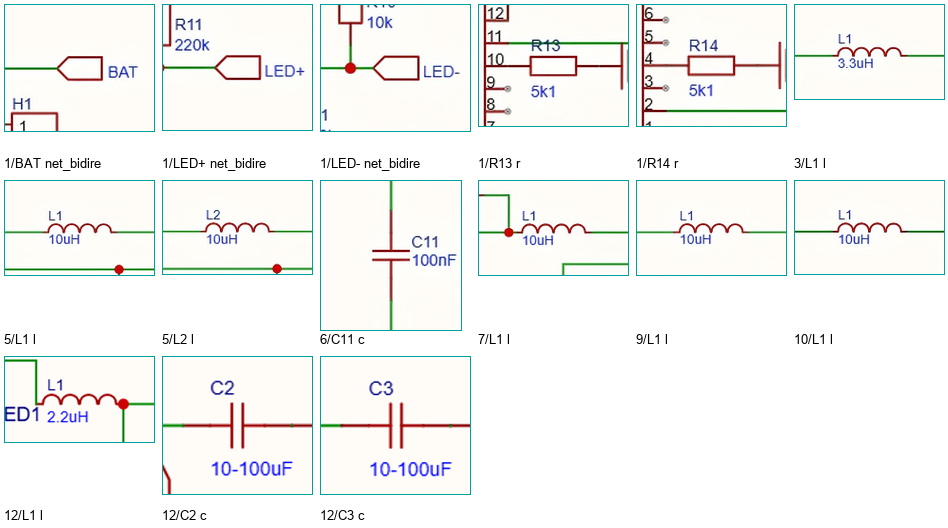 R11
220k
10k
12
11
R13
10
5k1
9
8
6
5
R14
4
5k1
3
2
L1
3.3uH
BAT
LED+
LED-
H1
1
1
1/BAT net_bidire
1/LED+ net_bidire
1/LED- net_bidire
1/R13 r
1/R14 r
3/L1 l
L1
10uH
L2
10uH
C11
100nF
L1
10uH
L1
10uH
L1
10uH
5/L1 l
5/L2 l
6/C11 c
7/L1 l
9/L1 l
10/L1 l
L1
ED1
2.2uH
C2
10-100uF
C3
10-100uF
12/L1 l
12/C2 c
12/C3 c